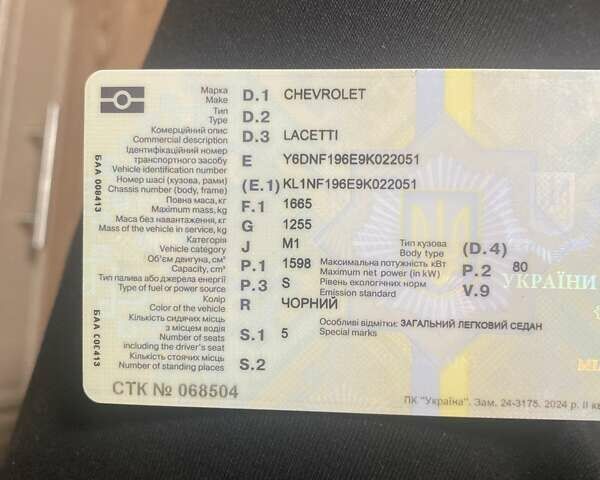 Марка
Make D.1 CHEVROLET
Тип
Type D.2
Комерційний опис
Commercial description D.3 LACETTI
Ідентифікаційний номер
транспортного засобу E Y6DNF196E9K022051
Vehicle identification number
Номер шасі (кузова, рами)
Chassis number (body, frame) (E.1) KL1NF196E9K022051
Повна маса, кг
Maximum mass, kg F.1 1665
Маса без навантаження, кг
Mass of the vehicle in service, kg G 1255
Категорія
Vehicle category J M1 Тип кузова
Body type (D.4)
Об'єм двигуна, см³
Capacity, cm³ P.1 1598 Максимальна потужність кВт
Maximum net power (in kW) P.2 80
Тип палива або джерела енергії
Type of fuel or power source P.3 S Рівень екологічних норм
Emission standard V.9
УКРАЇНИ
Колір
Color of the vehicle R ЧОРНИЙ
Кількість сидячих місць
з місцем водія
Number of seats
including the driver's seat S.1 5 Особливі відмітки: ЗАГАЛЬНИЙ ЛЕГКОВИЙ СЕДАН
Special marks
Кількість стоячих місць
Number of standing places S.2
СТК № 068504
ПК "Україна". Зам. 24-3175. 2024 р. ІІ кв
БАА 008413